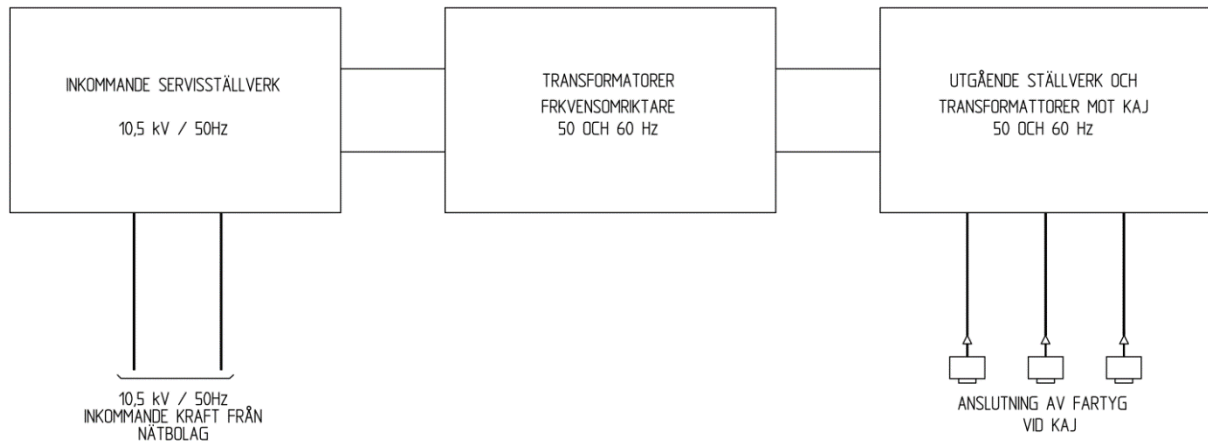 INKOMMANDE SERVISSTÄLLVERK
10,5 kV / 50Hz
TRANSFORMATORER
FRKVENSOMRIKTARE
50 OCH 60 Hz
UTGÅENDE STÄLLVERK OCH
TRANSFORMATTORER MOT KAJ
50 OCH 60 Hz
10,5 kV / 50Hz
INKOMMANDE KRAFT FRÅN
NÄTBOLAG
ANSLUTNING AV FARTYG
VID KAJ